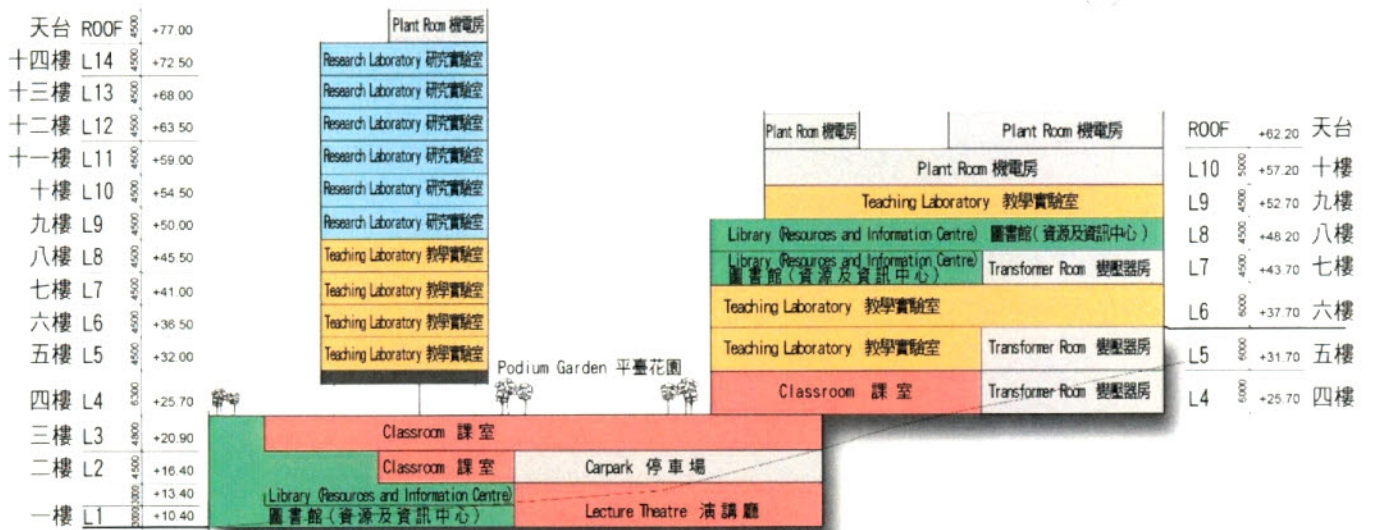 天台 ROOF 4500 +77.00
十四樓 L14 4500 +72.50
十三樓 L13 4500 +68.00
十二樓 L12 4500 +63.50
十一樓 L11 4500 +59.00
十樓 L10 4500 +54.50
九樓 L9 4500 +50.00
八樓 L8 4500 +45.50
七樓 L7 4500 +41.00
六樓 L6 4500 +36.50
五樓 L5 4500 +32.00
四樓 L4 6300 +25.70
三樓 L3 4800 +20.90
二樓 L2 4500 +16.40
3000 +13.40
一樓 L1 3000 +10.40
Plant Room 機電房
Research Laboratory 研究實驗室
Research Laboratory 研究實驗室
Research Laboratory 研究實驗室
Research Laboratory 研究實驗室
Research Laboratory 研究實驗室
Research Laboratory 研究實驗室
Teaching Laboratory 教學實驗室
Teaching Laboratory 教學實驗室
Teaching Laboratory 教學實驗室
Teaching Laboratory 教學實驗室
Podium Garden 平臺花園
Classroom 課室
Classroom 課室
Carpark 停車場
Library (Resources and Information Centre)
圖書館(資源及資訊中心)
Lecture Theatre 演講廳
Plant Room 機電房
Plant Room 機電房
Plant Room 機電房
Teaching Laboratory 教學實驗室
Library (Resources and Information Centre) 圖書館(資源及資訊中心)
Library (Resources and Information Centre)
圖書館(資源及資訊中心)
Transformer Room 變壓器房
Teaching Laboratory 教學實驗室
Teaching Laboratory 教學實驗室
Transformer Room 變壓器房
Classroom 課室
Transformer Room 變壓器房
ROOF +62.20 天台
L10 5000 +57.20 十樓
L9 4500 +52.70 九樓
L8 4500 +48.20 八樓
L7 4500 +43.70 七樓
L6 6000 +37.70 六樓
L5 6000 +31.70 五樓
L4 6000 +25.70 四樓